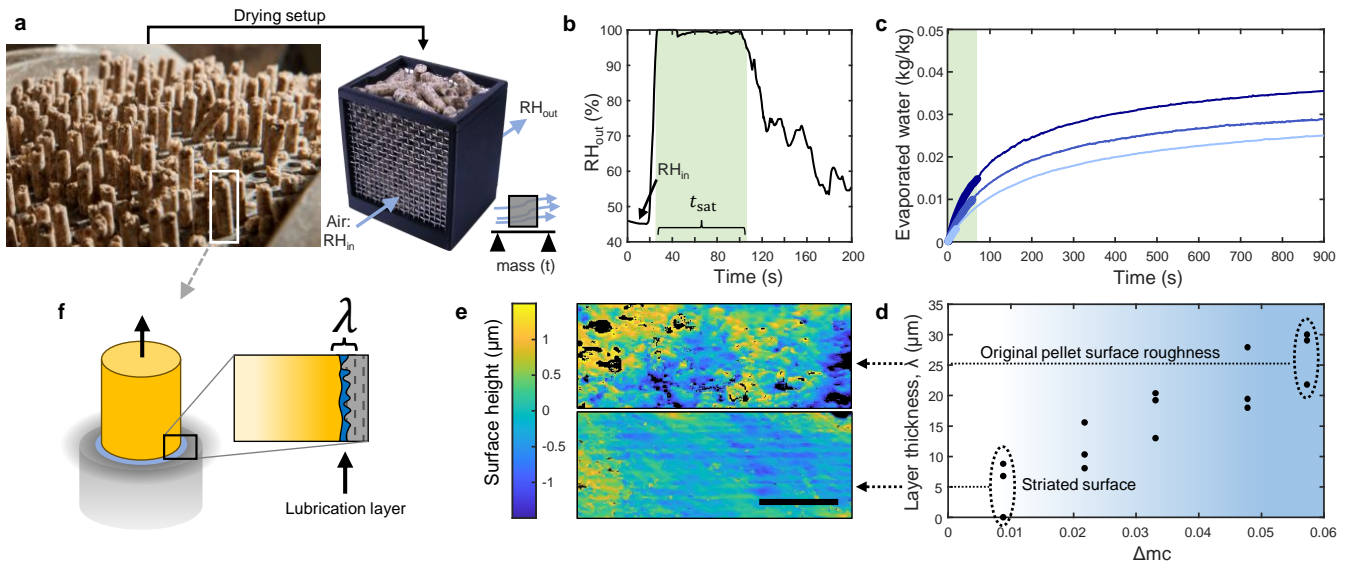 a
Drying setup
RH_out
Air:
RH_in
mass (t)
b
RH_out (%)
100
90
80
70
60
50
40
RH_in
t_sat
0
40
80
120
160
200
Time (s)
c
Evaporated water (kg/kg)
0.05
0.04
0.03
0.02
0.01
0
0
100
200
300
400
500
600
700
800
900
Time (s)
f
λ
Lubrication layer
e
Surface height (µm)
1
0.5
0
-0.5
-1
d
Layer thickness, λ (µm)
35
30
25
20
15
10
5
0
Original pellet surface roughness
Striated surface
0
0.01
0.02
0.03
0.04
0.05
0.06
Δmc